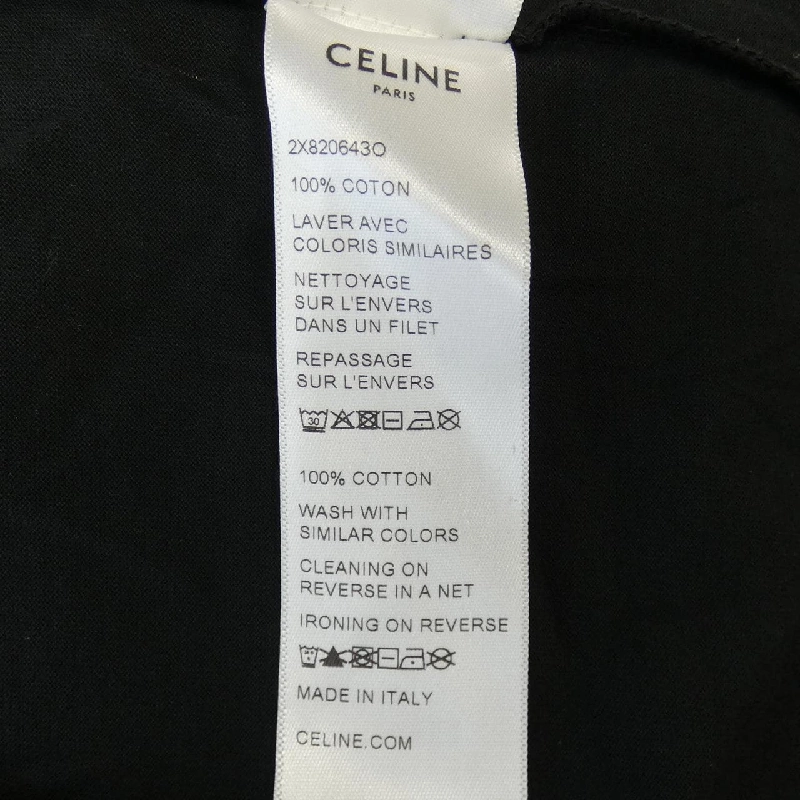 CELINE
PARIS
2X820643O
100% COTON
LAVER AVEC
COLORIS SIMILAIRES
NETTOYAGE
SUR L'ENVERS
DANS UN FILET
REPASSAGE
SUR L'ENVERS
30
100% COTTON
WASH WITH
SIMILAR COLORS
CLEANING ON
REVERSE IN A NET
IRONING ON REVERSE
MADE IN ITALY
CELINE.COM